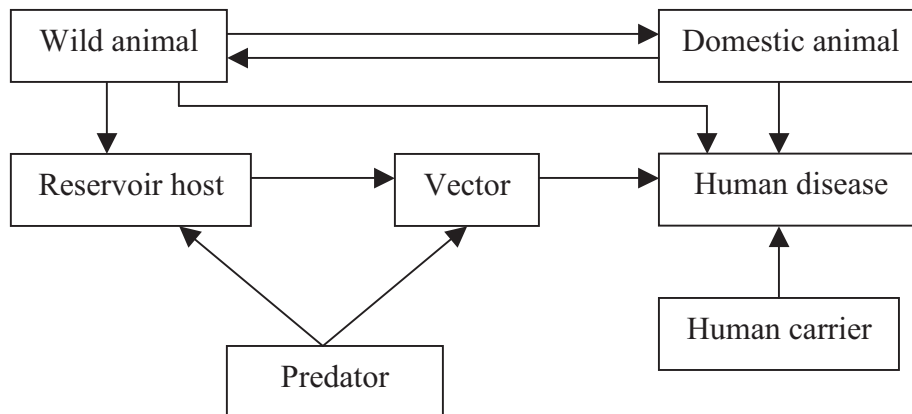 Wild animal
Domestic animal
Reservoir host
Vector
Human disease
Human carrier
Predator